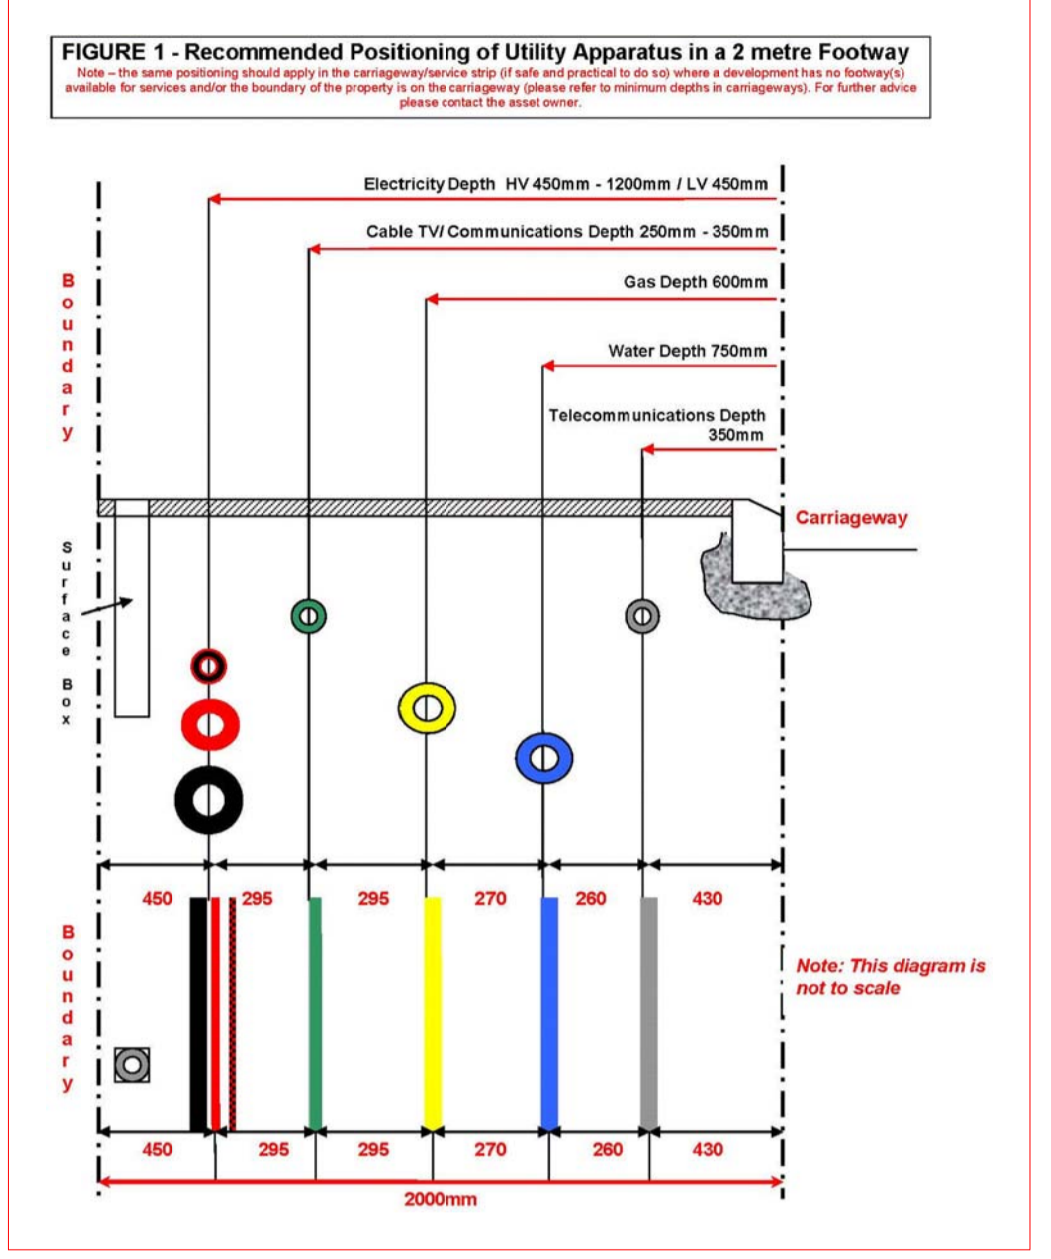 FIGURE 1 - Recommended Positioning of Utility Apparatus in a 2 metre Footway
Note – the same positioning should apply in the carriageway/service strip (if safe and practical to do so) where a development has no footway(s)
available for services and/or the boundary of the property is on the carriageway (please refer to minimum depths in carriageways). For further advice
please contact the asset owner.
Electricity Depth HV 450mm - 1200mm / LV 450mm
Cable TV/ Communications Depth 250mm - 350mm
Boundary
Gas Depth 600mm
Water Depth 750mm
Telecommunications Depth
350mm
Carriageway
Surface Box
450 295 295 270 260 430
Boundary
Note: This diagram is
not to scale
450 295 295 270 260 430
2000mm